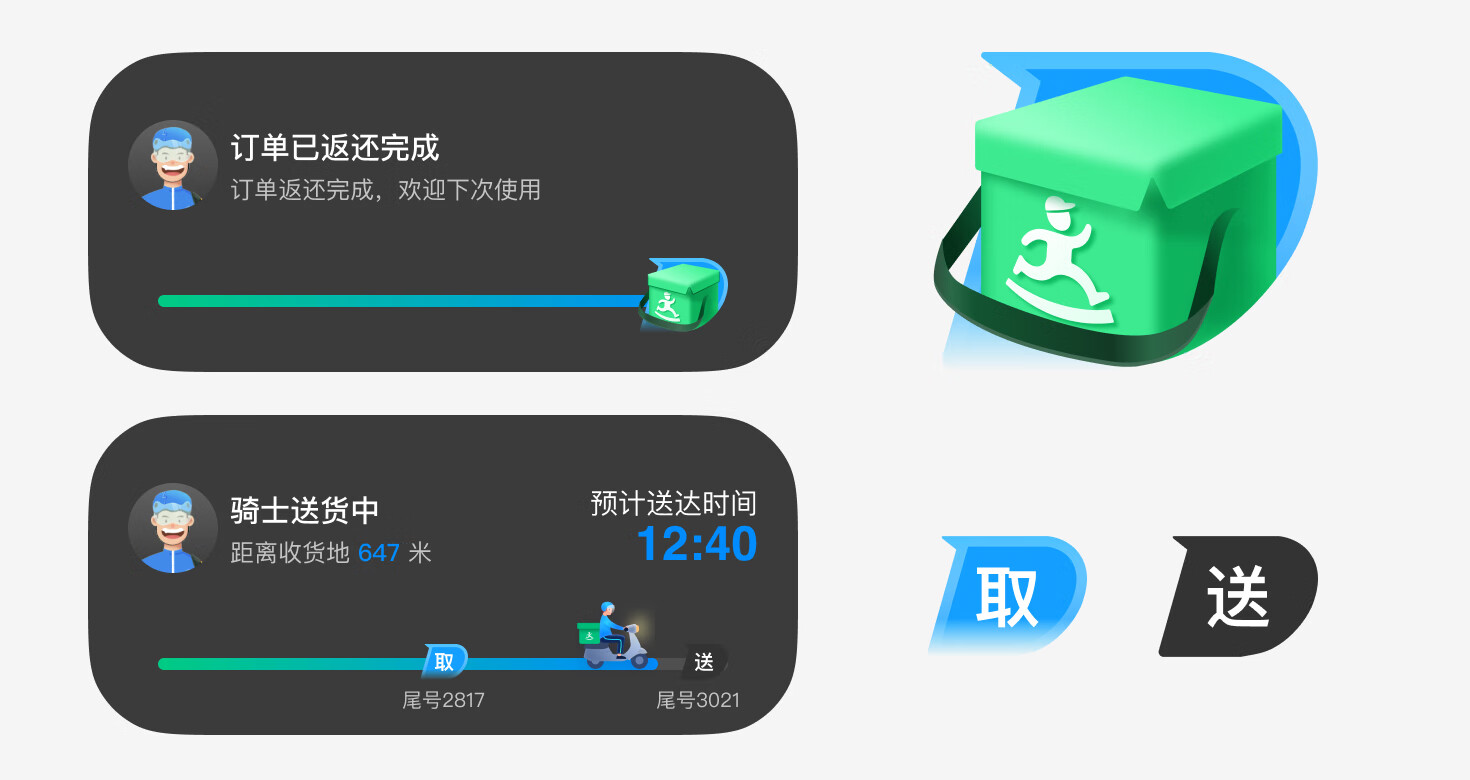 订单已返还完成
订单返还完成，欢迎下次使用
骑士送货中
距离收货地 647 米
预计送达时间
12:40
取
送
尾号2817
尾号3021
取
送